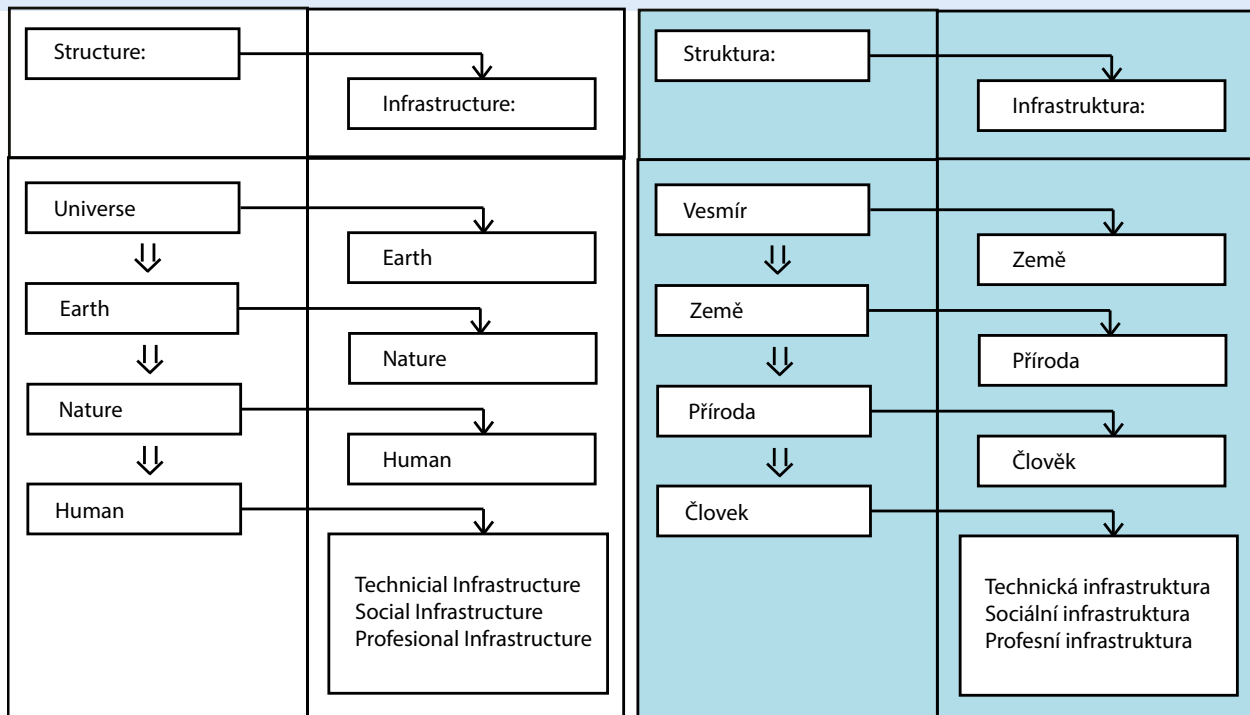 Structure:
Infrastructure:
Universe
Earth
Earth
Nature
Nature
Human
Human
Technicial Infrastructure
Social Infrastructure
Profesional Infrastructure
Struktura:
Infrastruktura:
Vesmír
Země
Země
Příroda
Příroda
Člověk
Človek
Technická infrastruktura
Sociální infrastruktura
Profesní infrastruktura